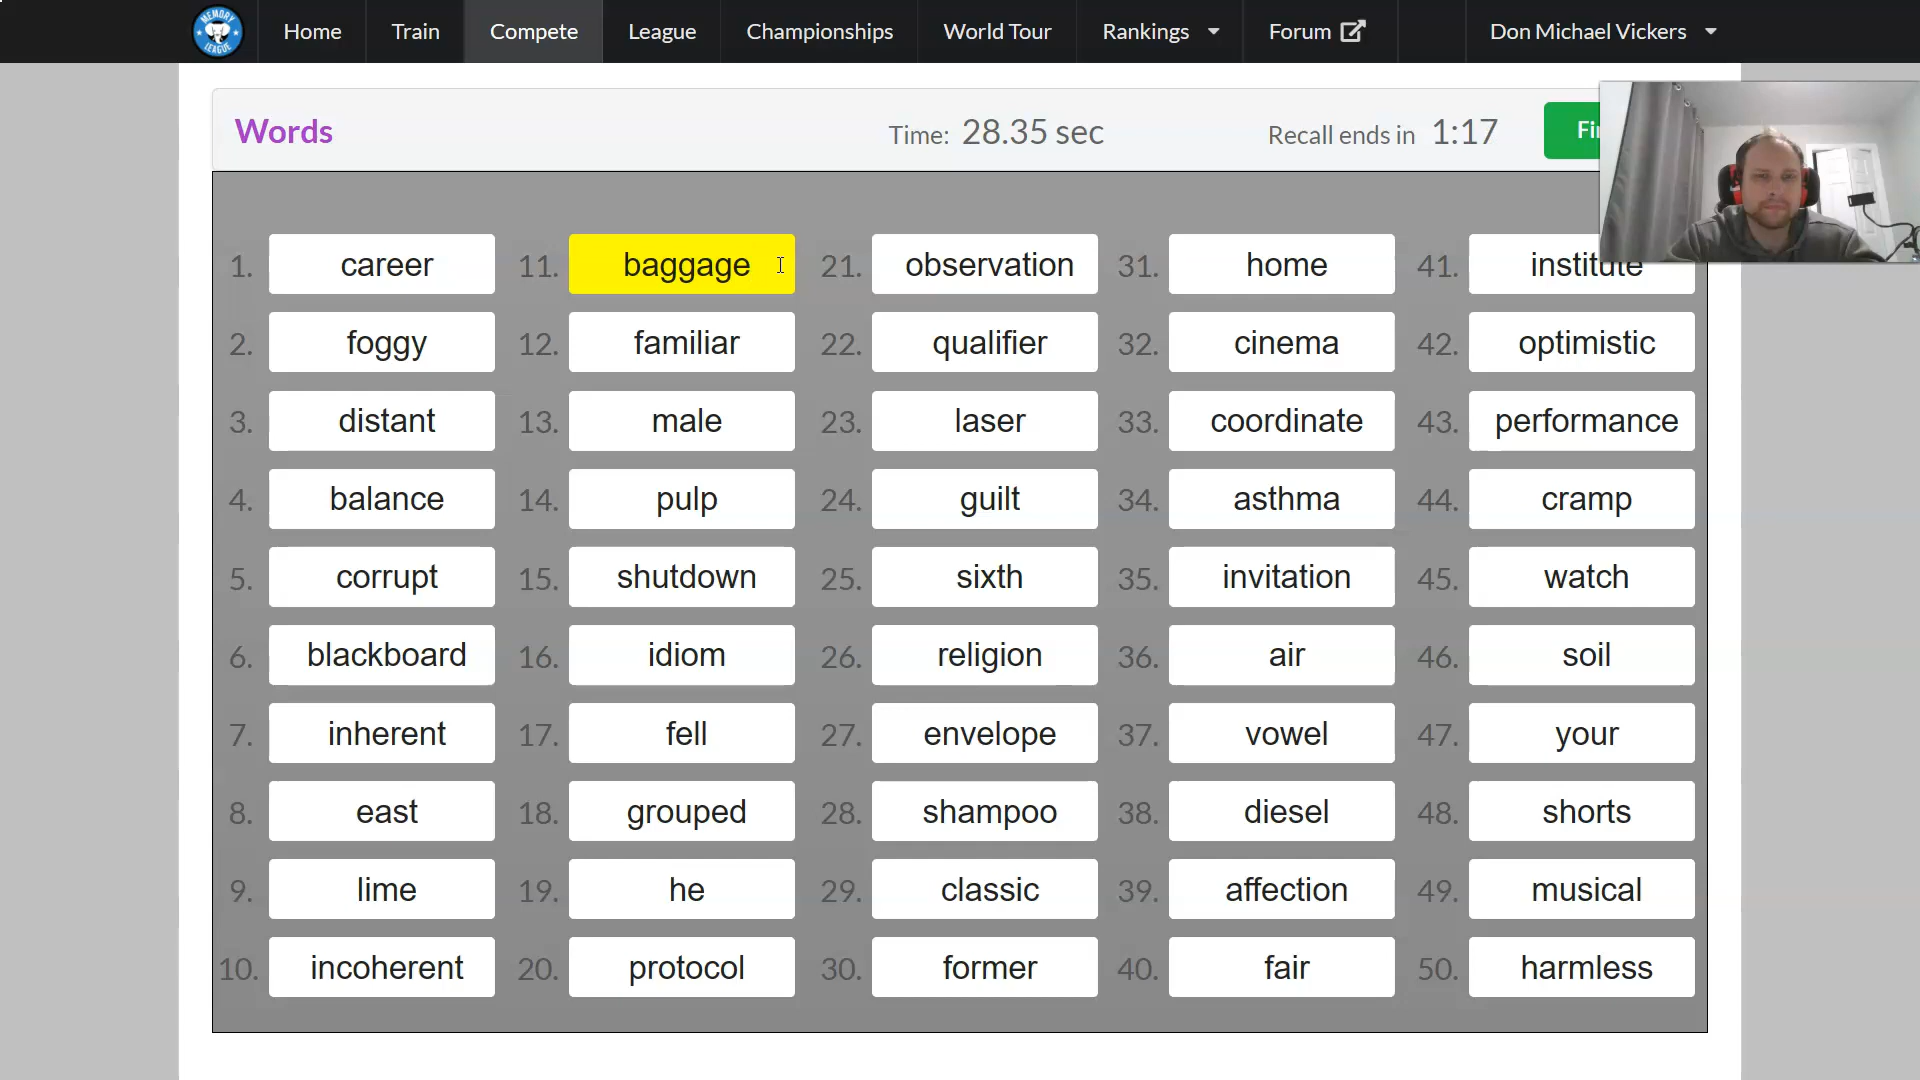 MEMORY LEAGUE Home Train Compete League Championships World Tour Rankings Forum Don Michael Vickers
Words Time: 28.35 sec Recall ends in 1:17 Fi
1. career 11. baggage 21. observation 31. home 41. institute
2. foggy 12. familiar 22. qualifier 32. cinema 42. optimistic
3. distant 13. male 23. laser 33. coordinate 43. performance
4. balance 14. pulp 24. guilt 34. asthma 44. cramp
5. corrupt 15. shutdown 25. sixth 35. invitation 45. watch
6. blackboard 16. idiom 26. religion 36. air 46. soil
7. inherent 17. fell 27. envelope 37. vowel 47. your
8. east 18. grouped 28. shampoo 38. diesel 48. shorts
9. lime 19. he 29. classic 39. affection 49. musical
10. incoherent 20. protocol 30. former 40. fair 50. harmless